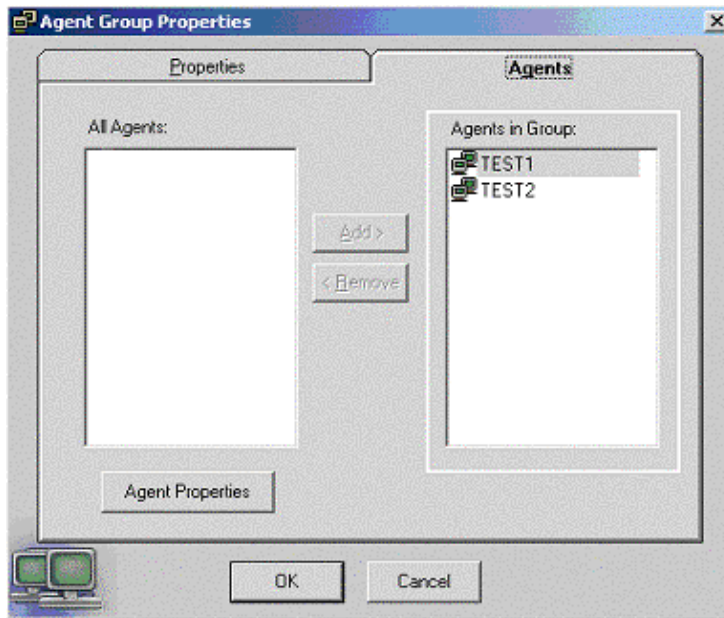 Agent Group Properties
Properties
Agents
All Agents:
Agents in Group:
TEST1
TEST2
Add >
< Remove
Agent Properties
OK
Cancel